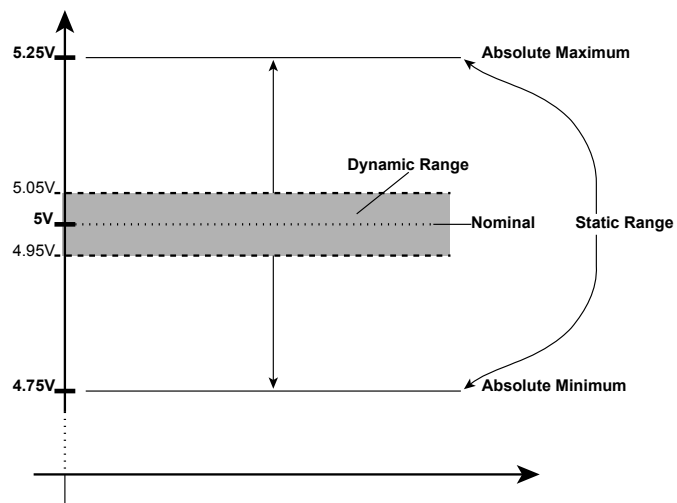 5.25V
Absolute Maximum
Dynamic Range
5.05V
5V
Nominal
Static Range
4.95V
4.75V
Absolute Minimum